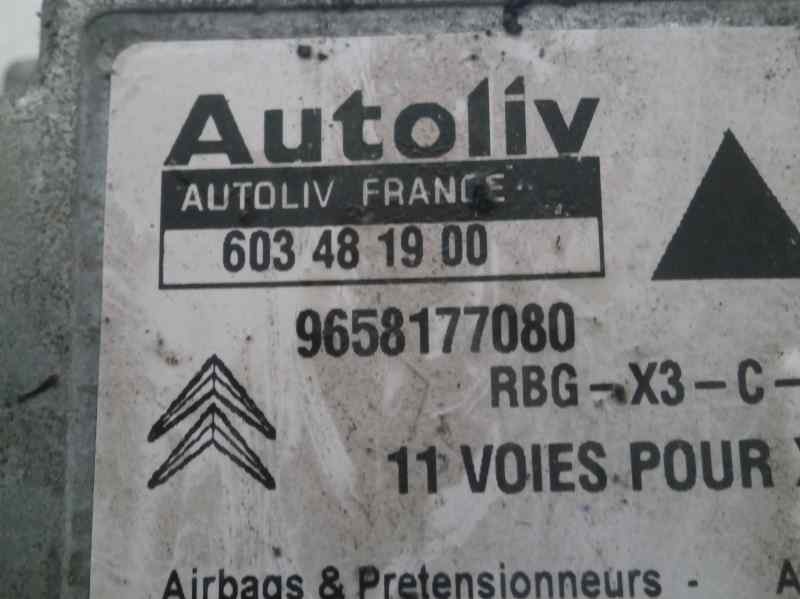 Autoliv
AUTOLIV FRANCE
603 48 19 00
9658177080
RBG-X3-C-
11 VOIES POUR
Airbags & Pretensionneurs - A